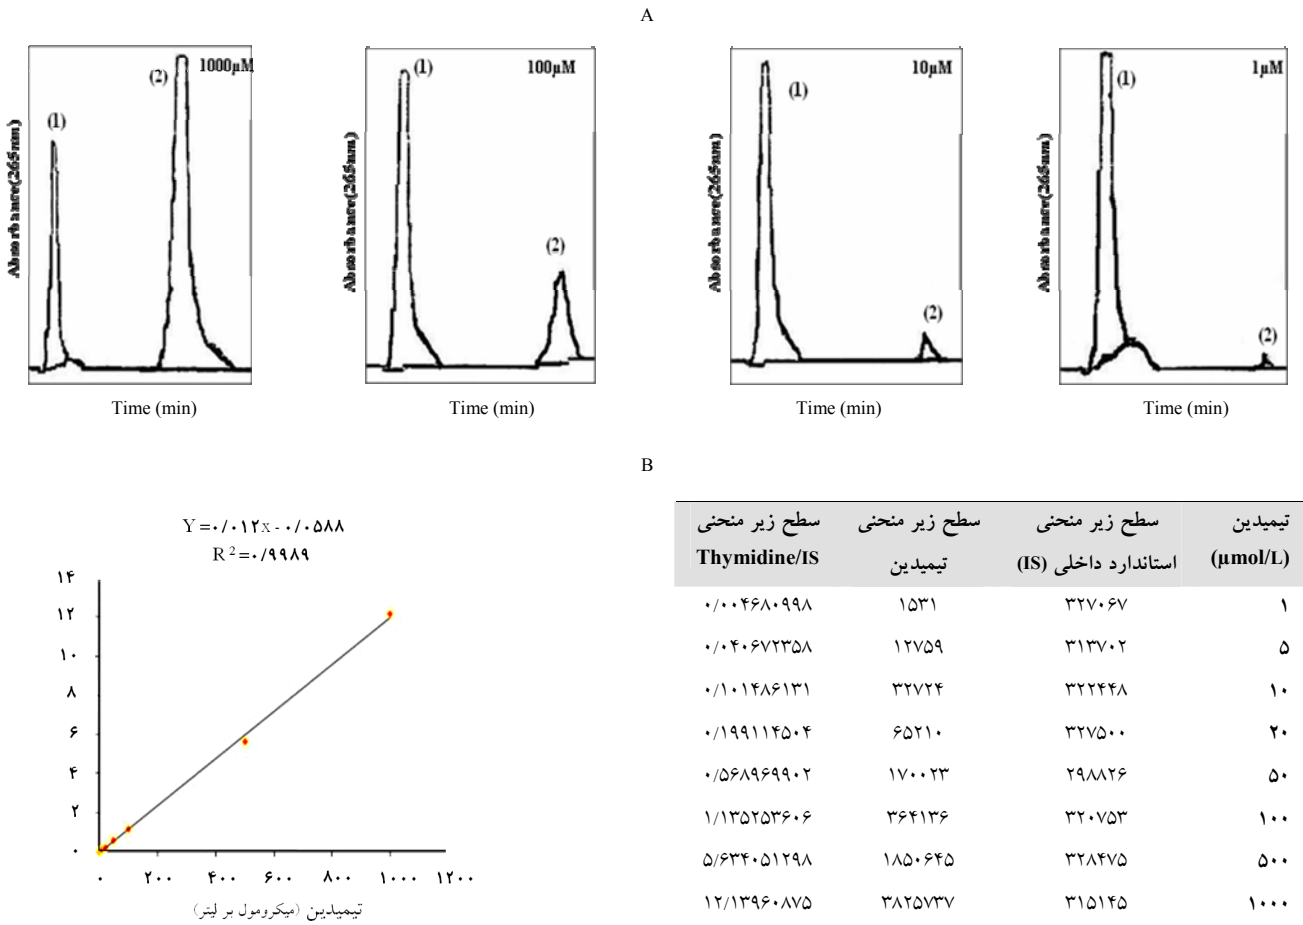 A
1000µM
(2)
(1)
Absorbance(265nm)
Time (min)
100µM
(1)
(2)
Absorbance(265nm)
Time (min)
10µM
(1)
(2)
Absorbance(265nm)
Time (min)
1µM
(1)
(2)
Absorbance(265nm)
Time (min)
B
Y =۰/۰۱۲x - ۰/۰۵۸۸
R ² =۰/۹۹۸۹
۱۴
۱۲
۱۰
۸
۶
۴
۲
۰
۰ ۲۰۰ ۴۰۰ ۶۰۰ ۸۰۰ ۱۰۰۰ ۱۲۰۰
تیمیدین (میکرومول بر لیتر)
تیمیدین سطح زیر منحنی سطح زیر منحنی سطح زیر منحنی
(µmol/L) استاندارد داخلی (IS) تیمیدین Thymidine/IS
۱ ۳۲۷۰۶۷ ۱۵۳۱ ۰/۰۰۴۶۸۰۹۹۸
۵ ۳۱۳۷۰۲ ۱۲۷۵۹ ۰/۰۴۰۶۷۲۳۵۸
۱۰ ۳۲۲۴۴۸ ۳۲۷۲۴ ۰/۱۰۱۴۸۶۱۳۱
۲۰ ۳۲۷۵۰۰ ۶۵۲۱۰ ۰/۱۹۹۱۱۴۵۰۴
۵۰ ۲۹۸۸۲۶ ۱۷۰۰۲۳ ۰/۵۶۸۹۶۹۹۰۲
۱۰۰ ۳۲۰۷۵۳ ۳۶۴۱۳۶ ۱/۱۳۵۲۵۳۶۰۶
۵۰۰ ۳۲۸۴۷۵ ۱۸۵۰۶۴۵ ۵/۶۳۴۰۵۱۲۹۸
۱۰۰۰ ۳۱۵۱۴۵ ۳۸۲۵۷۳۷ ۱۲/۱۳۹۶۰۸۷۵